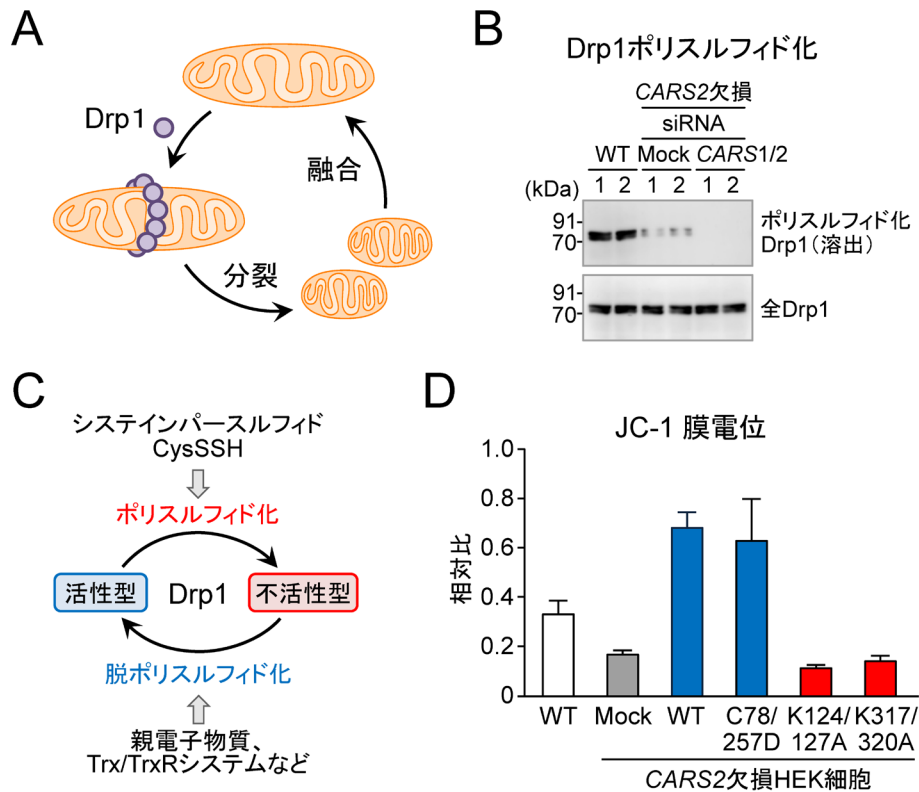 A
Drp1
融合
分裂
B
Drp1ポリスルフィド化
CARS2欠損
siRNA
WT Mock CARS1/2
(kDa) 1 2 1 2 1 2
91-
70-
ポリスルフィド化
Drp1（溶出）
91-
70-
全Drp1
C
システインパースルフィド
CysSSH
ポリスルフィド化
活性型 Drp1 不活性型
脱ポリスルフィド化
親電子物質、
Trx/TrxRシステムなど
D
JC-1 膜電位
相対比
1.0
0.8
0.6
0.4
0.2
0
WT Mock WT C78/ K124/ K317/
257D 127A 320A
CARS2欠損HEK細胞